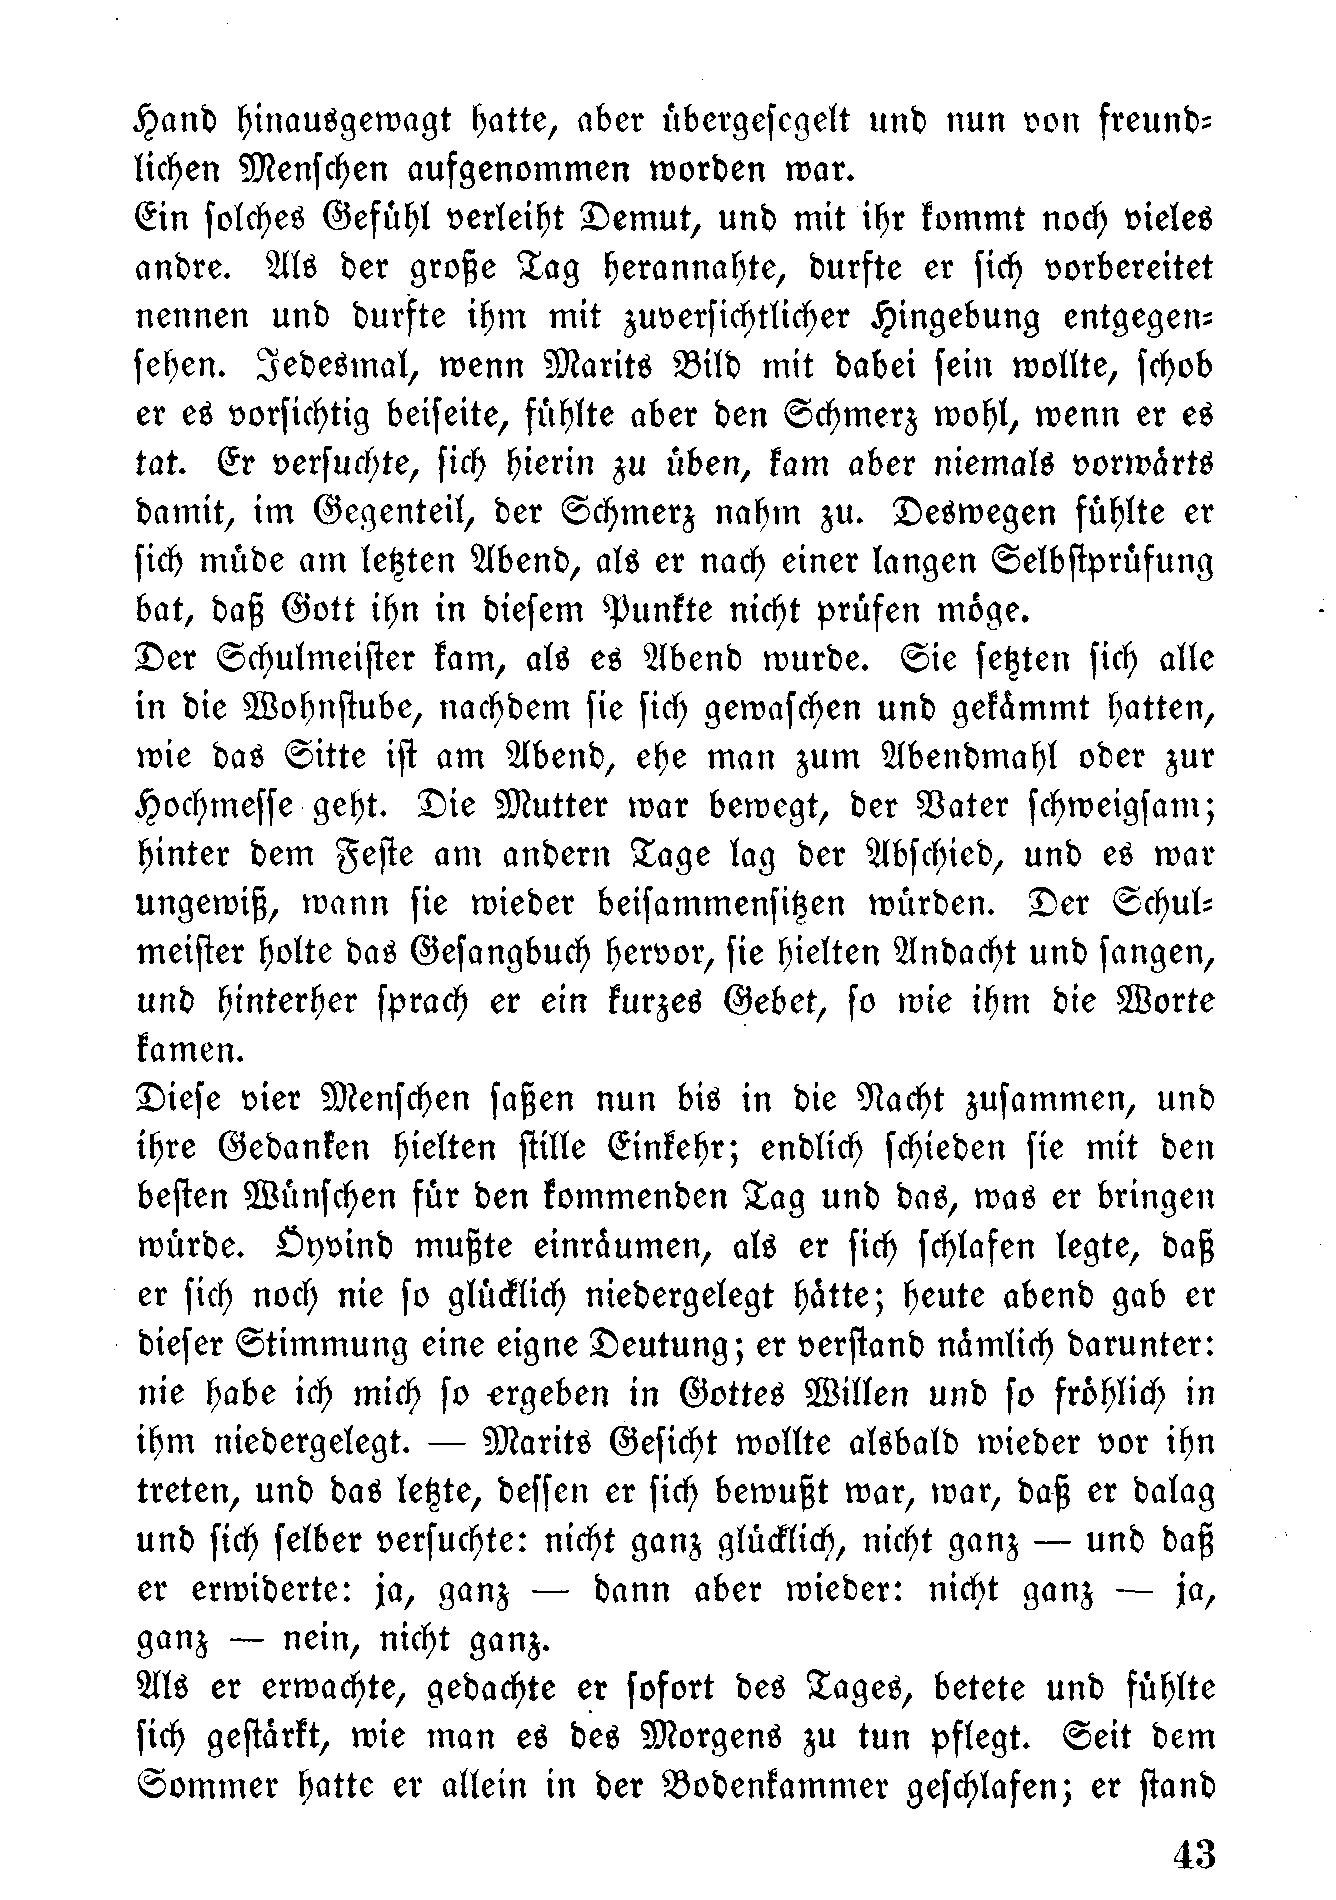 Hand hinausgewagt hatte, aber übergesegelt und nun von freund-
lichen Menschen aufgenommen worden war.
Ein solches Gefühl verleiht Demut, und mit ihr kommt noch vieles
andre. Als der große Tag herannahte, durfte er sich vorbereitet
nennen und durfte ihm mit zuversichtlicher Hingebung entgegen-
sehen. Jedesmal, wenn Marits Bild mit dabei sein wollte, schob
er es vorsichtig beiseite, fühlte aber den Schmerz wohl, wenn er es
tat. Er versuchte, sich hierin zu üben, kam aber niemals vorwärts
damit, im Gegenteil, der Schmerz nahm zu. Deswegen fühlte er
sich müde am letzten Abend, als er nach einer langen Selbstprüfung
bat, daß Gott ihn in diesem Punkte nicht prüfen möge.
Der Schulmeister kam, als es Abend wurde. Sie setzten sich alle
in die Wohnstube, nachdem sie sich gewaschen und gekämmt hatten,
wie das Sitte ist am Abend, ehe man zum Abendmahl oder zur
Hochmesse geht. Die Mutter war bewegt, der Vater schweigsam;
hinter dem Feste am andern Tage lag der Abschied, und es war
ungewiß, wann sie wieder beisammensitzen würden. Der Schul-
meister holte das Gesangbuch hervor, sie hielten Andacht und sangen,
und hinterher sprach er ein kurzes Gebet, so wie ihm die Worte
kamen.
Diese vier Menschen saßen nun bis in die Nacht zusammen, und
ihre Gedanken hielten stille Einkehr; endlich schieden sie mit den
besten Wünschen für den kommenden Tag und das, was er bringen
würde. Öyvind mußte einräumen, als er sich schlafen legte, daß
er sich noch nie so glücklich niedergelegt hätte; heute abend gab er
dieser Stimmung eine eigne Deutung; er verstand nämlich darunter:
nie habe ich mich so ergeben in Gottes Willen und so fröhlich in
ihm niedergelegt. — Marits Gesicht wollte alsbald wieder vor ihn
treten, und das letzte, dessen er sich bewußt war, war, daß er dalag
und sich selber versuchte: nicht ganz glücklich, nicht ganz — und daß
er erwiderte: ja, ganz — dann aber wieder: nicht ganz — ja,
ganz — nein, nicht ganz.
Als er erwachte, gedachte er sofort des Tages, betete und fühlte
sich gestärkt, wie man es des Morgens zu tun pflegt. Seit dem
Sommer hatte er allein in der Bodenkammer geschlafen; er stand
43